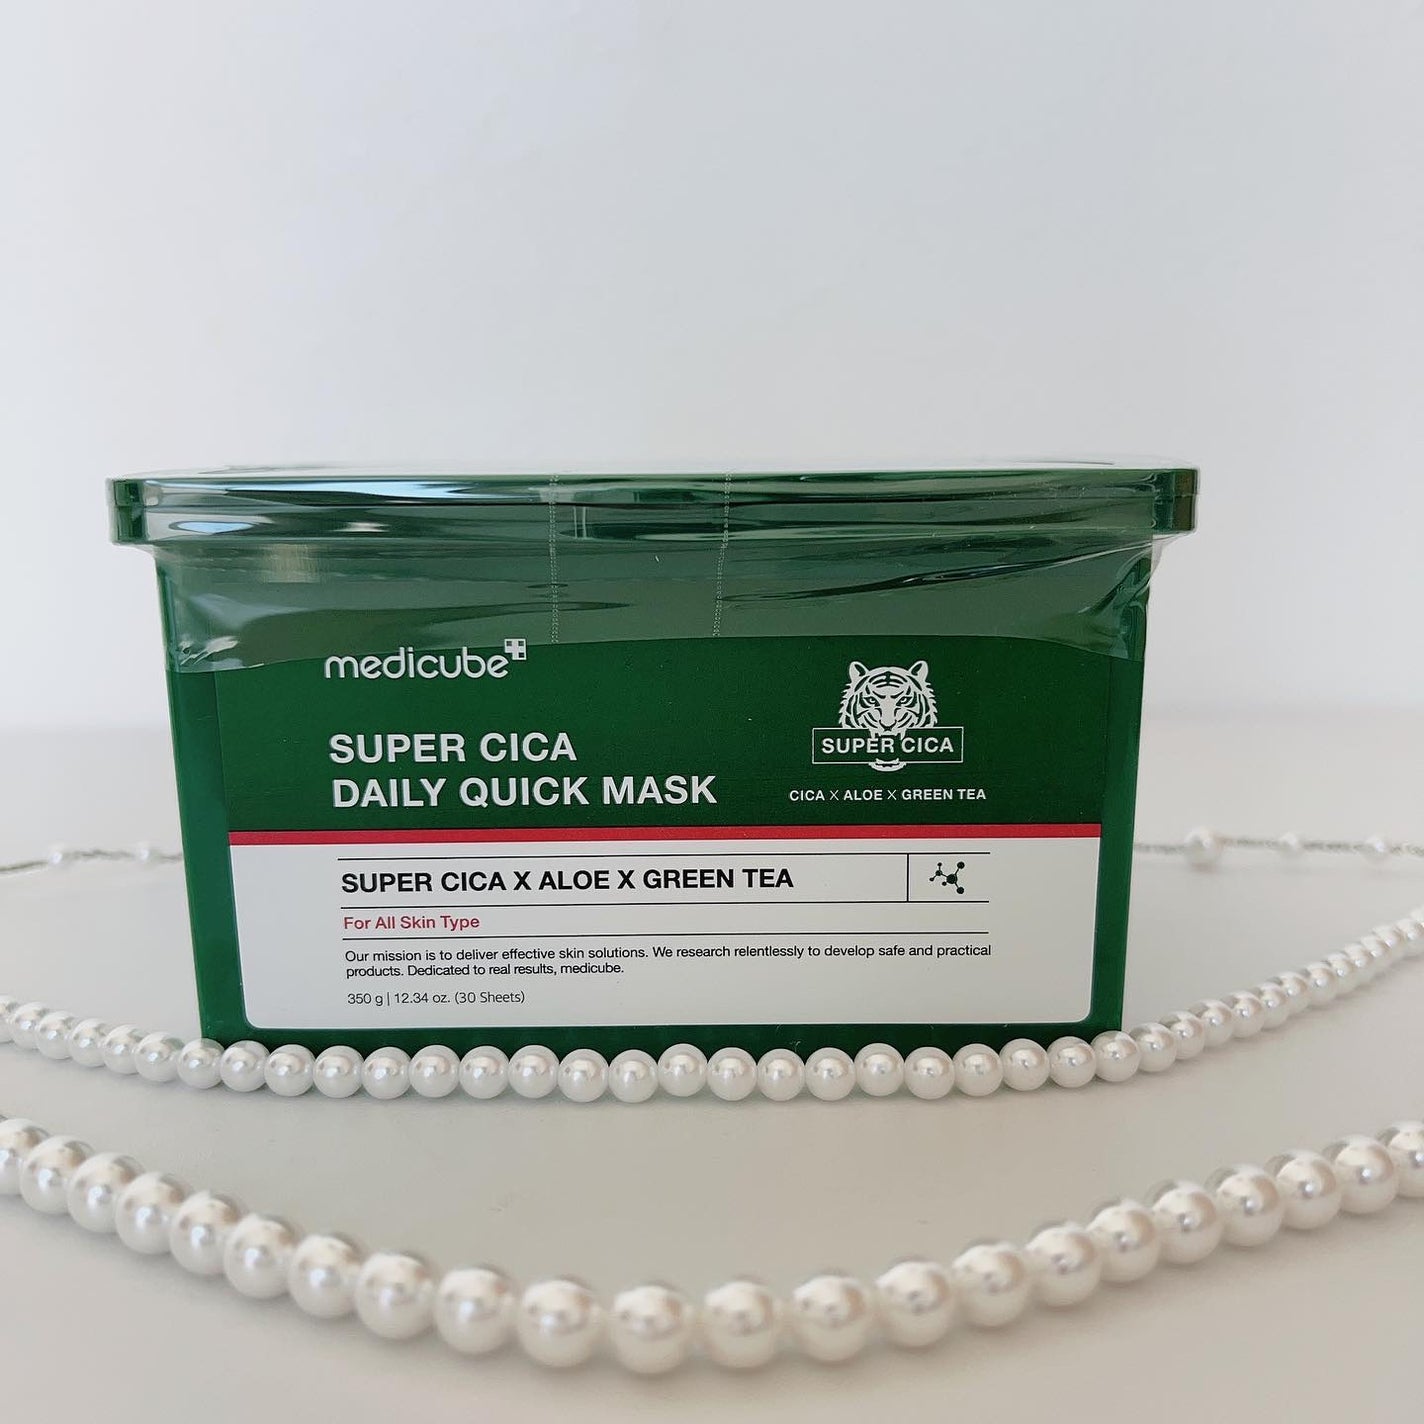 medicube
SUPER CICA
DAILY QUICK MASK
SUPER CICA
CICA X ALOE X GREEN TEA
SUPER CICA X ALOE X GREEN TEA
For All Skin Type
Our mission is to deliver effective skin solutions. We research relentlessly to develop safe and practical
products. Dedicated to real results, medicube.
350 g | 12.34 oz. (30 Sheets)